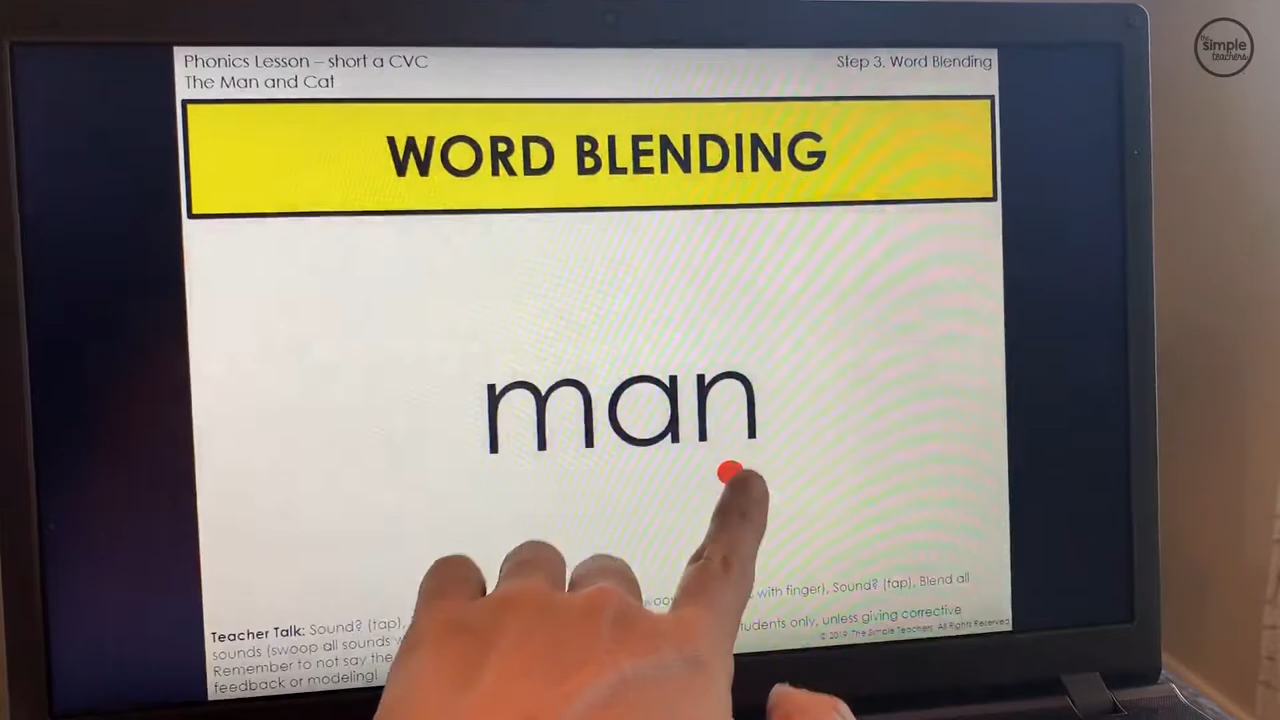 the simple teachers
Phonics Lesson – short a CVC
Step 3. Word Blending
The Man and Cat
WORD BLENDING
man
Teacher Talk: Sound? (tap), with finger), Sound? (tap), Blend all
sounds (swoop all sounds students only, unless giving corrective
Remember to not say the
feedback or modeling!
© 2019 The Simple Teachers All Rights Reserved